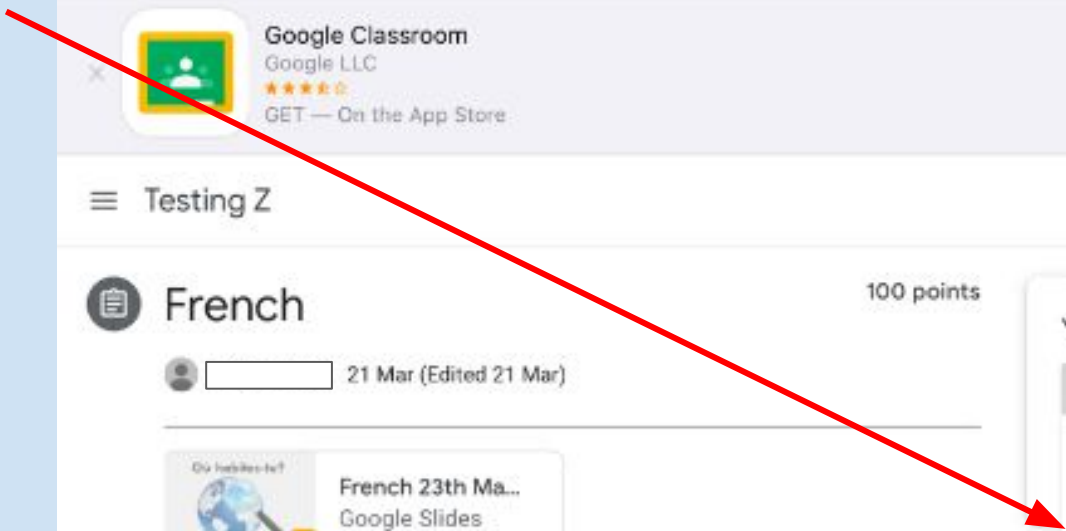 Google Classroom
Google LLC
GET — On the App Store
Testing Z
French
100 points
21 Mar (Edited 21 Mar)
Où habites-tu?
French 23th Ma...
Google Slides